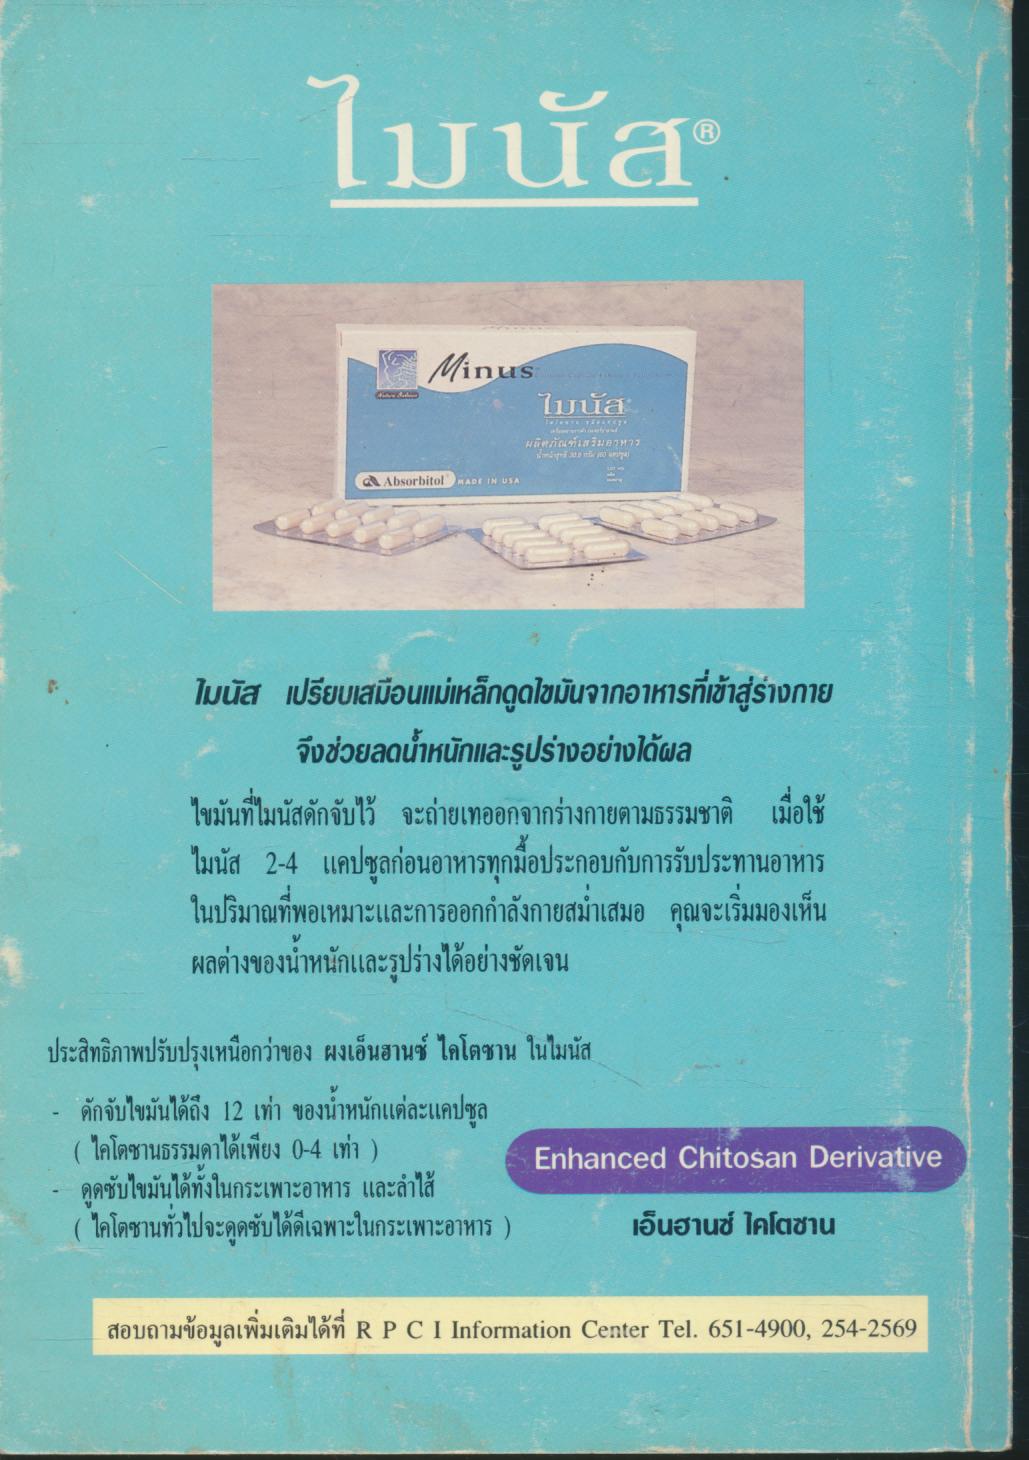 ไมนัส®
Minus
ไมนัส
ผลิตภัณฑ์เสริมอาหาร
น้ำหนักสุทธิ 30.9 กรัม (60 แคปซูล)
Absorbitol® MADE IN USA
ไมนัส เปรียบเสมือนแม่เหล็กดูดไขมันจากอาหารที่เข้าสู่ร่างกาย
จึงช่วยลดน้ำหนักและรูปร่างอย่างได้ผล
ไขมันที่ไมนัสดักจับไว้ จะถ่ายเทออกจากร่างกายตามธรรมชาติ เมื่อใช้
ไมนัส 2-4 แคปซูลก่อนอาหารทุกมื้อประกอบกับการรับประทานอาหาร
ในปริมาณที่พอเหมาะและการออกกำลังกายสม่ำเสมอ คุณจะเริ่มมองเห็น
ผลต่างของน้ำหนักและรูปร่างได้อย่างชัดเจน
ประสิทธิภาพปรับปรุงเหนือกว่าของ ผงเอ็นฮานซ์ ไคโตซาน ในไมนัส
- ดักจับไขมันได้ถึง 12 เท่า ของน้ำหนักแต่ละแคปซูล
( ไคโตซานธรรมดาได้เพียง 0-4 เท่า )
- ดูดซับไขมันได้ทั้งในกระเพาะอาหาร และลำไส้
( ไคโตซานทั่วไปจะดูดซับได้ดีเฉพาะในกระเพาะอาหาร )
Enhanced Chitosan Derivative
เอ็นฮานซ์ ไคโตซาน
สอบถามข้อมูลเพิ่มเติมได้ที่ R P C I Information Center Tel. 651-4900, 254-2569